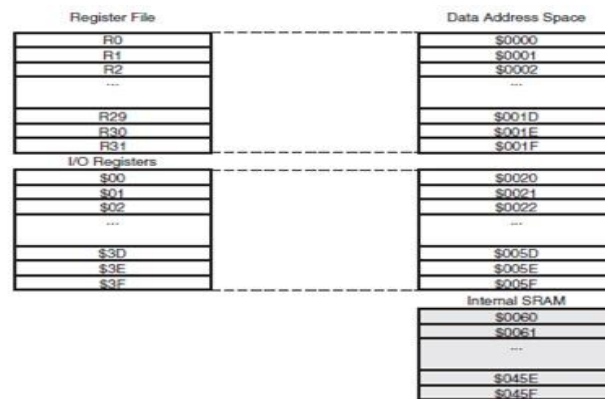 Register File Data Address Space
R0 $0000
R1 $0001
R2 $0002
... ...
R29 $001D
R30 $001E
R31 $001F
I/O Registers
$00 $0020
$01 $0021
$02 $0022
... ...
$3D $005D
$3E $005E
$3F $005F
Internal SRAM
$0060
$0061
...
$045E
$045F